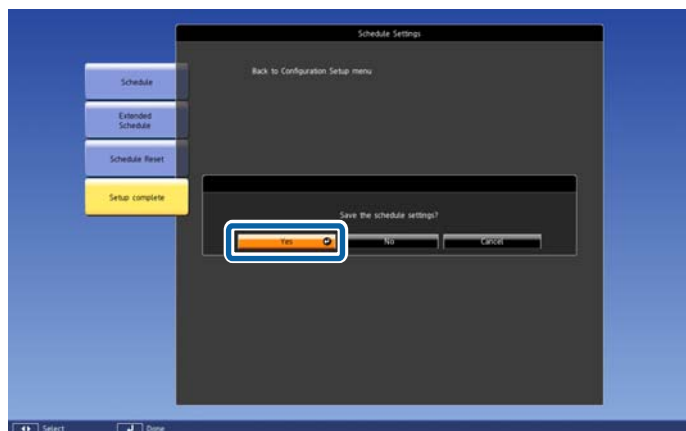 Schedule Settings
Schedule
Back to Configuration Setup menu
Extended
Schedule
Schedule Reset
Setup complete
Save the schedule settings?
Yes
No
Cancel
Select
Done